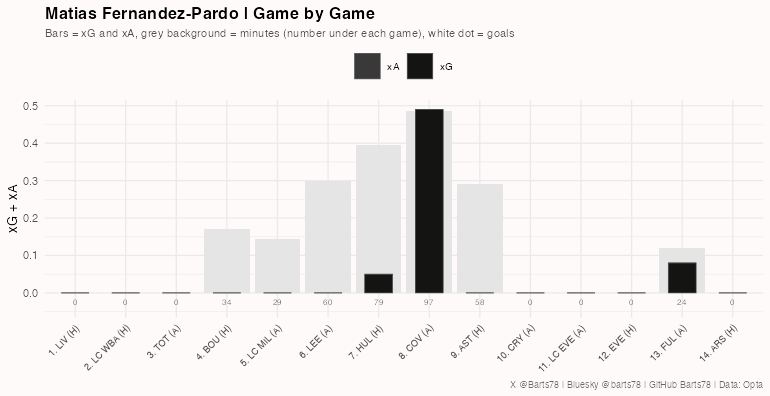 Matias Fernandez-Pardo | Game by Game
Bars = xG and xA, grey background = minutes (number under each game), white dot = goals
xA xG
xG + xA
0.5
0.4
0.3
0.2
0.1
0.0
0 0 0 34 29 60 79 97 58 0 0 0 24 0
1. LIV (H)
2. LC WBA (H)
3. TOT (A)
4. BOU (H)
5. LC MIL (A)
6. LEE (A)
7. HUL (H)
8. COV (A)
9. AST (H)
10. CRY (A)
11. LC EVE (A)
12. EVE (H)
13. FUL (A)
14. ARS (H)
X @Barts78 | Bluesky @barts78 | GitHub Barts78 | Data: Opta